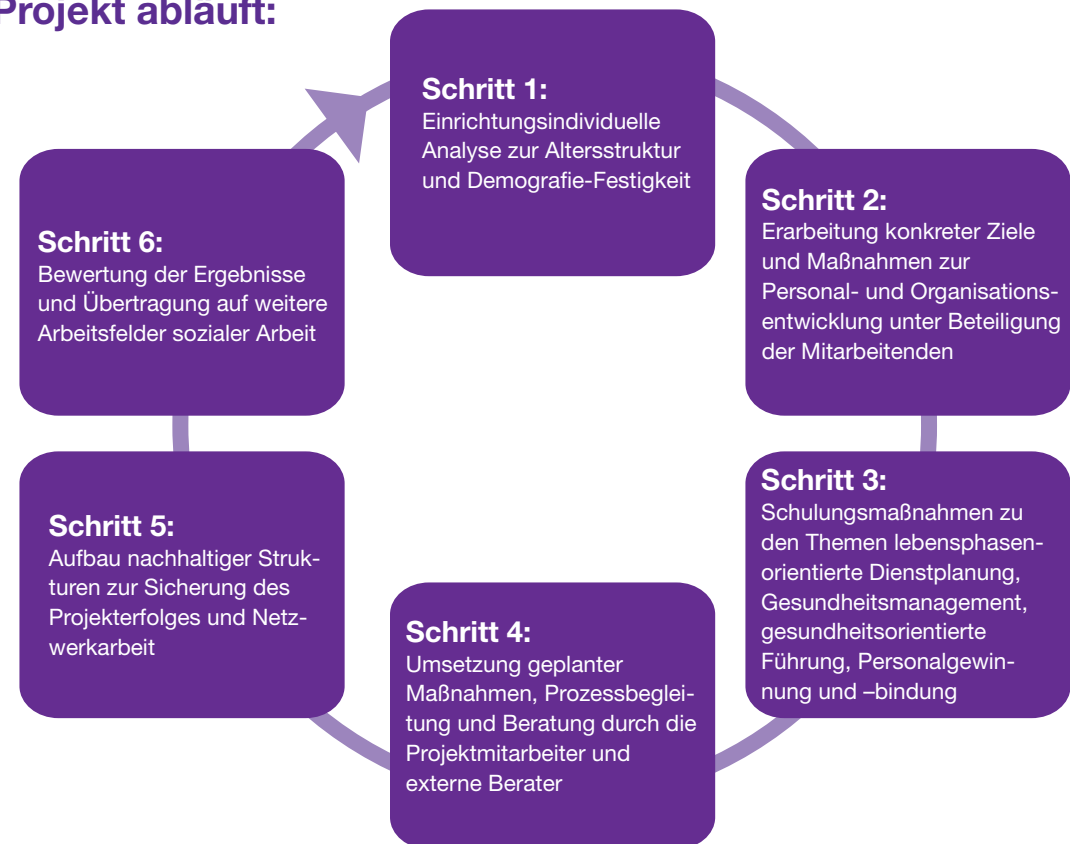 Projekt abläuft:
Schritt 1:
Einrichtungsindividuelle
Analyse zur Altersstruktur
und Demografie-Festigkeit
Schritt 2:
Erarbeitung konkreter Ziele
und Maßnahmen zur
Personal- und Organisations-
entwicklung unter Beteiligung
der Mitarbeitenden
Schritt 3:
Schulungsmaßnahmen zu
den Themen lebensphasen-
orientierte Dienstplanung,
Gesundheitsmanagement,
gesundheitsorientierte
Führung, Personalgewin-
nung und –bindung
Schritt 4:
Umsetzung geplanter
Maßnahmen, Prozessbeglei-
tung und Beratung durch die
Projektmitarbeiter und
externe Berater
Schritt 5:
Aufbau nachhaltiger Struk-
turen zur Sicherung des
Projekterfolges und Netz-
werkarbeit
Schritt 6:
Bewertung der Ergebnisse
und Übertragung auf weitere
Arbeitsfelder sozialer Arbeit